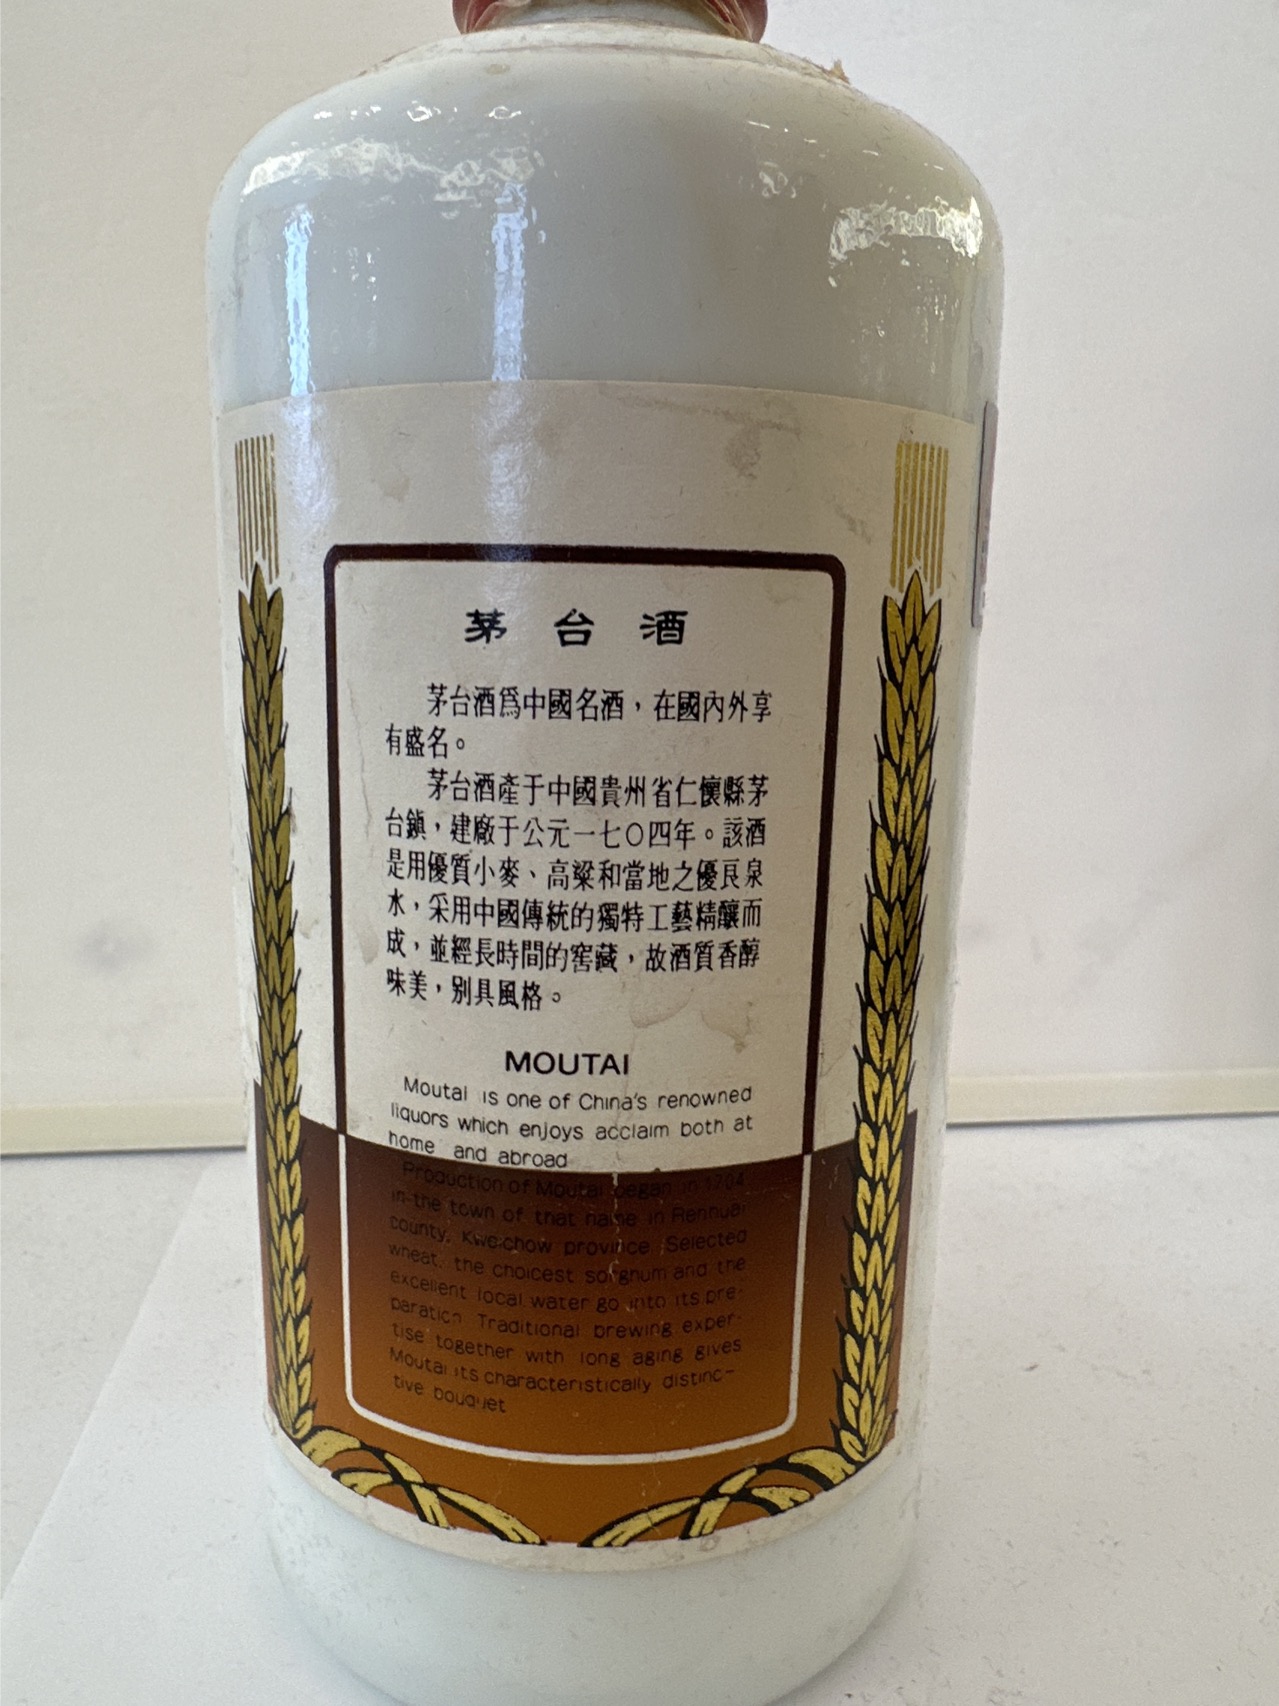 茅台酒
茅台酒爲中國名酒，在國內外享
有盛名。
茅台酒產于中國貴州省仁懷縣茅
台鎮，建廠于公元一七〇四年。該酒
是用優質小麥、高粱和當地之優良泉
水，采用中國傳統的獨特工藝精釀而
成，並經長時間的窖藏，故酒質香醇
味美，别具風格。
MOUTAI
Moutai is one of China's renowned
liquors which enjoys acclaim both at
home and abroad
Production of Moutai began in 1704
in the town of that name in Renhuai
county, Kweichow province. Selected
wheat, the choicest sorghum and the
excellent local water go into its pre-
paration Traditional brewing exper-
tise together with long aging gives
Moutai its characteristically distinc-
tive bouquet